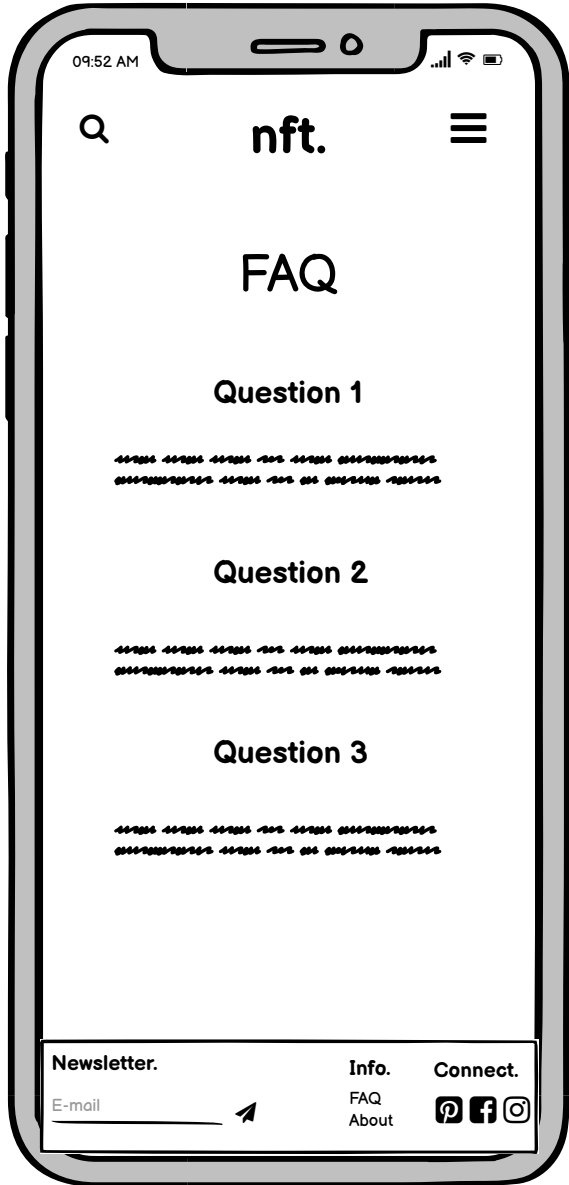 09:52 AM
nft.
FAQ
Question 1
Question 2
Question 3
Newsletter.
Info.
Connect.
E-mail
FAQ
About